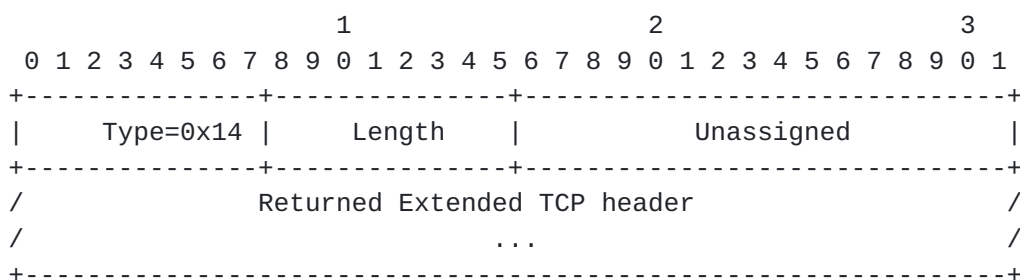 1                   2                   3
 0 1 2 3 4 5 6 7 8 9 0 1 2 3 4 5 6 7 8 9 0 1 2 3 4 5 6 7 8 9 0 1
+---------------+---------------+-------------------------------+
|     Type=0x14 |     Length    |           Unassigned          |
+---------------+---------------+-------------------------------+
/               Returned Extended TCP header                    /
/                              ...                              /
+---------------------------------------------------------------+